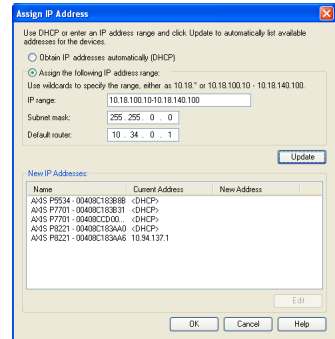 Assign IP Address
Use DHCP or enter an IP address range and click Update to automatically list available
addresses for the devices.
Obtain IP addresses automatically (DHCP)
Assign the following IP address range:
Use wildcards to specify the range, either as 10.18.* or 10.18.100.10 - 10.18.140.100.
IP range: 10.18.100.10-10.18.140.100
Subnet mask: 255 . 255 . 0 . 0
Default router: 10 . 34 . 0 . 1
Update
New IP Addresses:
Name Current Address New Address
AXIS P5534 - 00408C183B8B <DHCP>
AXIS P7701 - 00408C183B31 <DHCP>
AXIS P7701 - 00408CCD00... <DHCP>
AXIS P8221 - 00408C183AA0 <DHCP>
AXIS P8221 - 00408C183AA6 10.94.137.1
Edit
OK Cancel Help